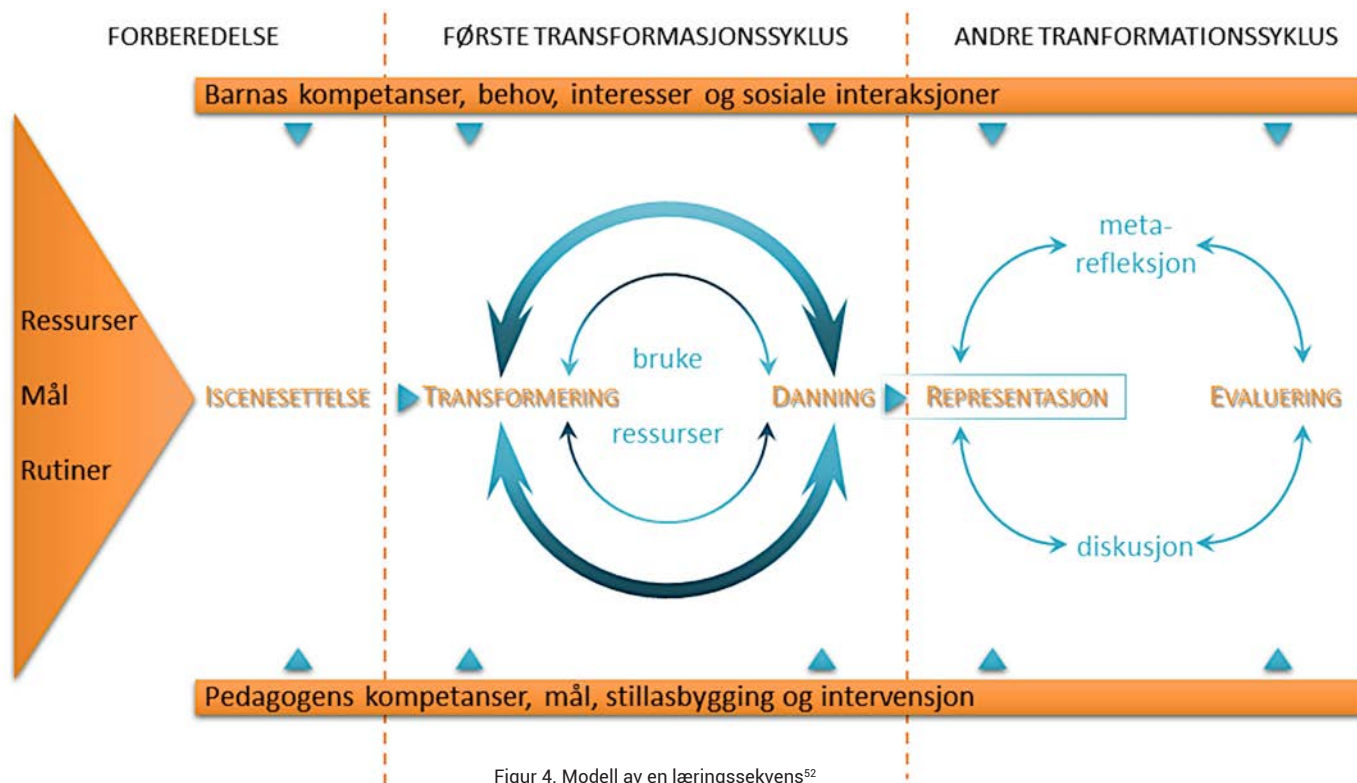 FORBEREDELSE
FØRSTE TRANSFORMASJONSSYKLUS
ANDRE TRANFORMATIONSSYKLUS
Barnas kompetanser, behov, interesser og sosiale interaksjoner
Ressurser
Mål
Rutiner
ISCENESETTELSE
TRANSFORMERING
bruke
ressurser
DANNING
REPRESENTASJON
meta-
refleksjon
diskusjon
EVALUERING
Pedagogens kompetanser, mål, stillasbygging og intervensjon
Figur 4. Modell av en læringssekvens52